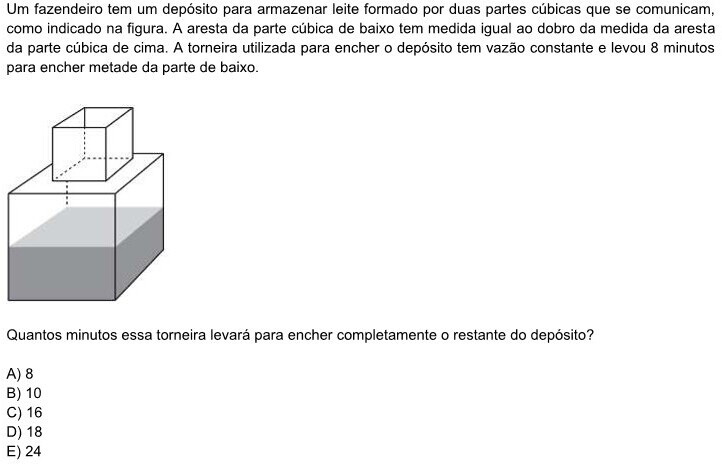 Um fazendeiro tem um depósito para armazenar leite formado por duas partes cúbicas que se comunicam,
como indicado na figura. A aresta da parte cúbica de baixo tem medida igual ao dobro da medida da aresta
da parte cúbica de cima. A torneira utilizada para encher o depósito tem vazão constante e levou 8 minutos
para encher metade da parte de baixo.
Quantos minutos essa torneira levará para encher completamente o restante do depósito?
A) 8
B) 10
C) 16
D) 18
E) 24